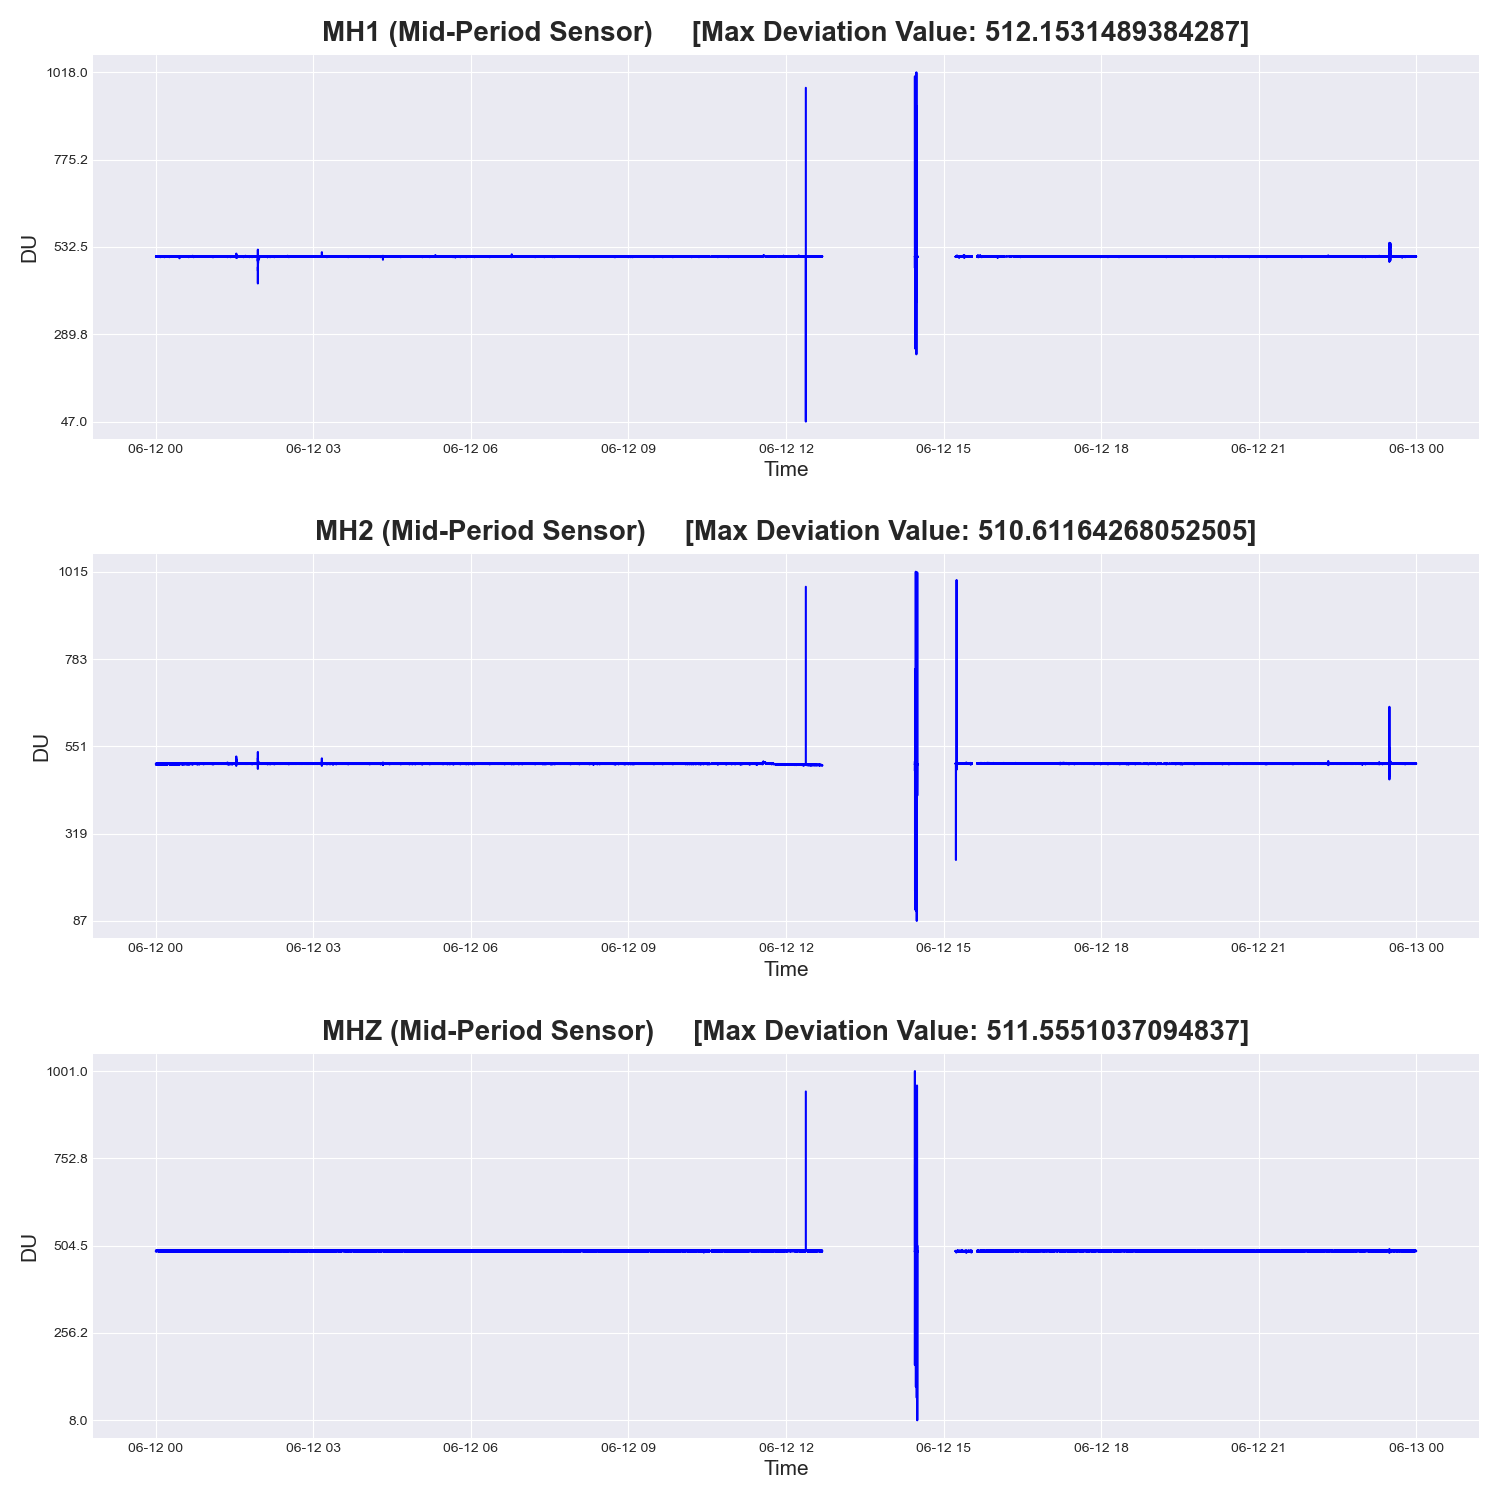 MH1 (Mid-Period Sensor) [Max Deviation Value: 512.1531489384287]
1018.0
775.2
532.5
289.8
47.0
DU
06-12 00 06-12 03 06-12 06 06-12 09 06-12 12 06-12 15 06-12 18 06-12 21 06-13 00
Time
MH2 (Mid-Period Sensor) [Max Deviation Value: 510.61164268052505]
1015
783
551
319
87
DU
06-12 00 06-12 03 06-12 06 06-12 09 06-12 12 06-12 15 06-12 18 06-12 21 06-13 00
Time
MHZ (Mid-Period Sensor) [Max Deviation Value: 511.5551037094837]
1001.0
752.8
504.5
256.2
8.0
DU
06-12 00 06-12 03 06-12 06 06-12 09 06-12 12 06-12 15 06-12 18 06-12 21 06-13 00
Time